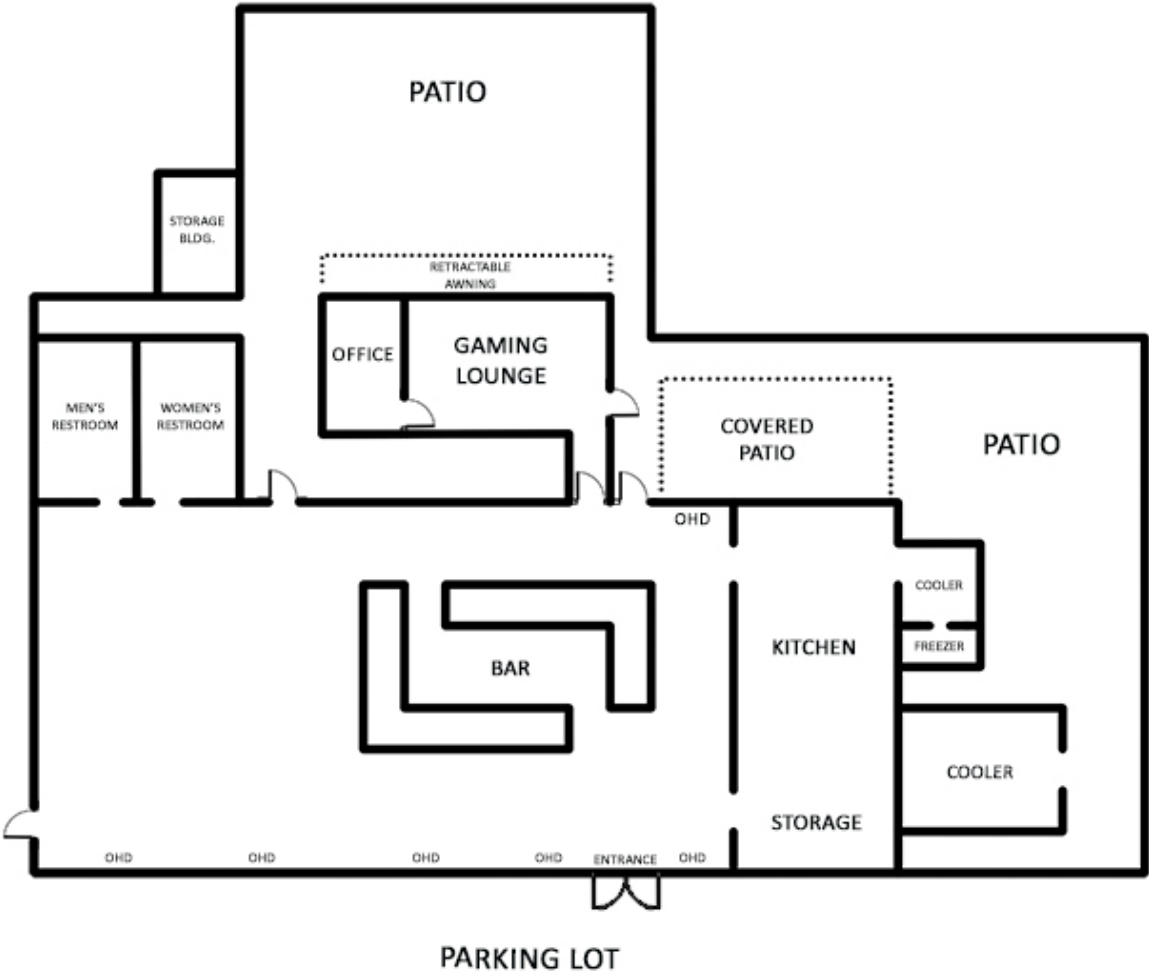 PATIO
STORAGE
BLDG.
RETRACTABLE
AWNING
OFFICE
GAMING
LOUNGE
MEN'S
RESTROOM
WOMEN'S
RESTROOM
COVERED
PATIO
PATIO
OHD
COOLER
FREEZER
KITCHEN
BAR
COOLER
STORAGE
OHD
OHD
OHD
OHD
ENTRANCE
OHD
PARKING LOT